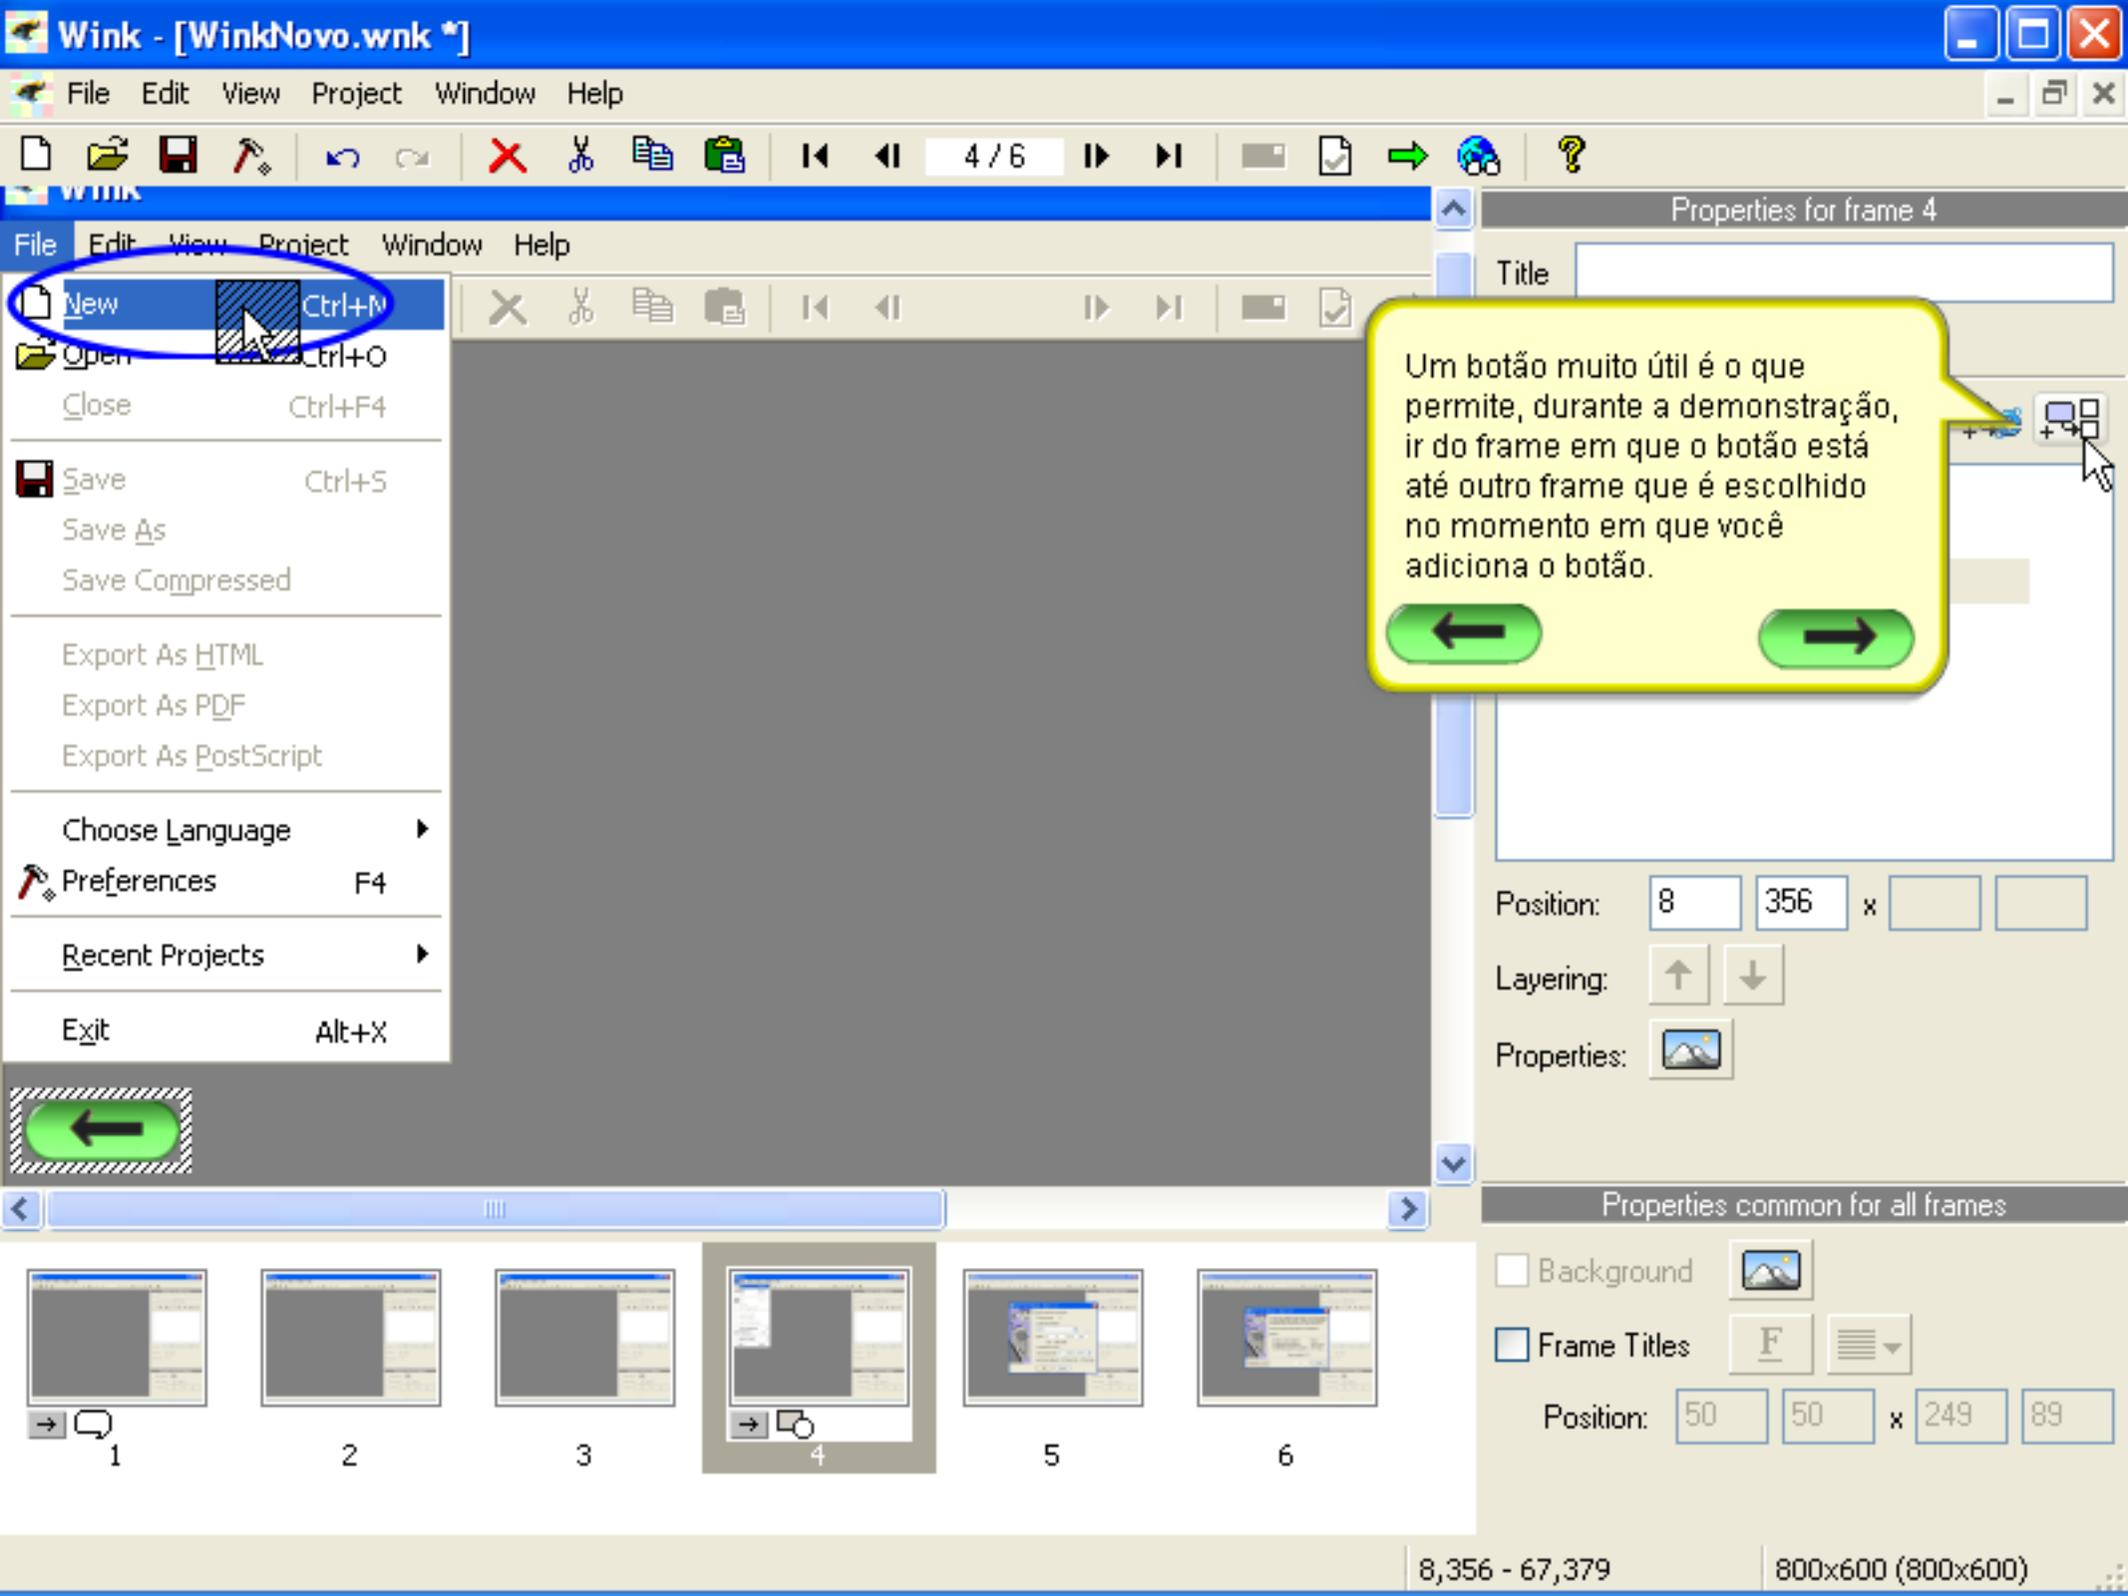 Wink - [WinkNovo.wnk *]
File Edit View Project Window Help
4 / 6
Wink
File Edit View Project Window Help
New Ctrl+N
Open Ctrl+O
Close Ctrl+F4
Save Ctrl+S
Save As
Save Compressed
Export As HTML
Export As PDF
Export As PostScript
Choose Language
Preferences F4
Recent Projects
Exit Alt+X
Properties for frame 4
Title
Um botão muito útil é o que
permite, durante a demonstração,
ir do frame em que o botão está
até outro frame que é escolhido
no momento em que você
adiciona o botão.
Position: 8 356 x
Layering:
Properties:
Properties common for all frames
Background
Frame Titles F
Position: 50 50 x 249 89
1 2 3 4 5 6
8,356 - 67,379 800x600 (800x600)